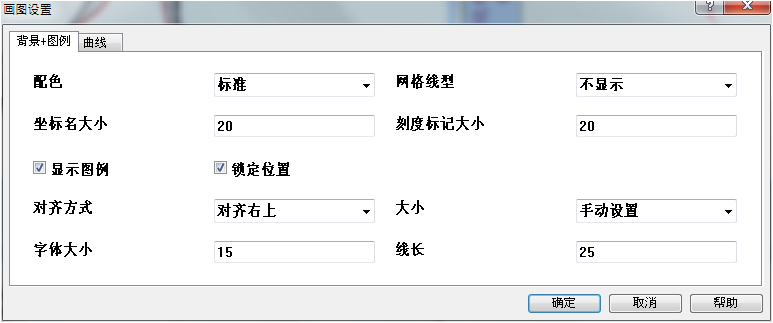 画图设置
背景+图例 曲线
配色 标准 网格线型 不显示
坐标名大小 20 刻度标记大小 20
显示图例 锁定位置
对齐方式 对齐右上 大小 手动设置
字体大小 15 线长 25
确定 取消 帮助